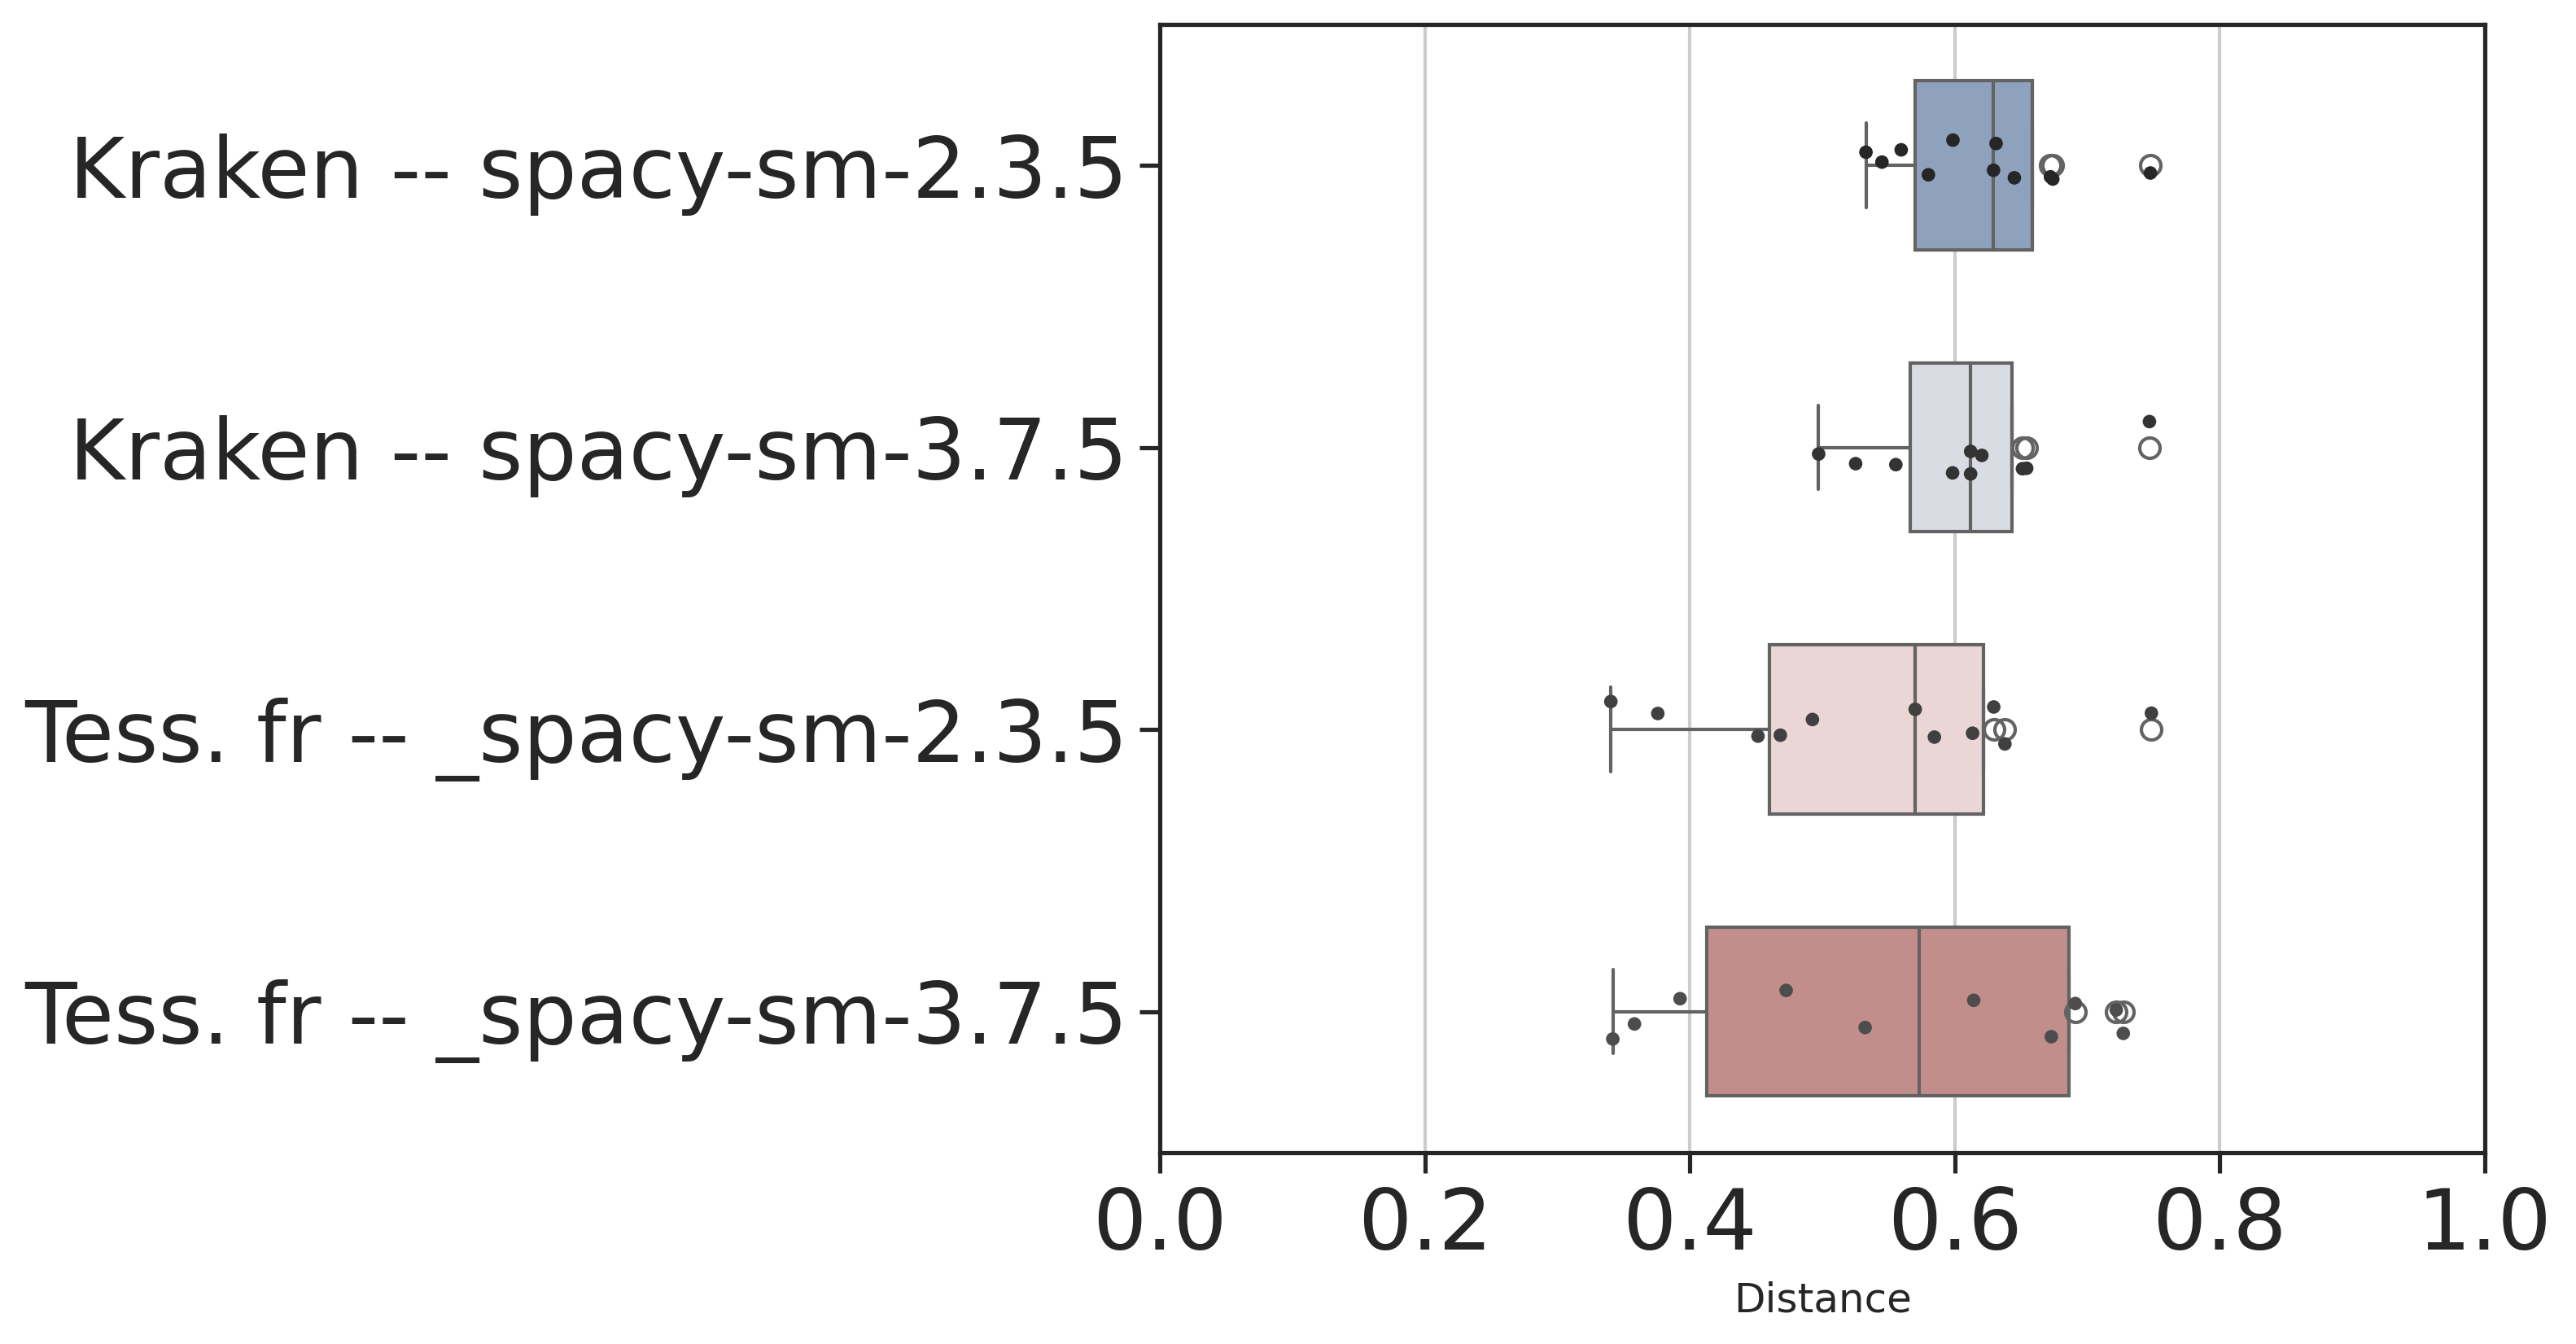 Kraken -- spacy-sm-2.3.5
Kraken -- spacy-sm-3.7.5
Tess. fr -- _spacy-sm-2.3.5
Tess. fr -- _spacy-sm-3.7.5
0.0 0.2 0.4 0.6 0.8 1.0
Distance